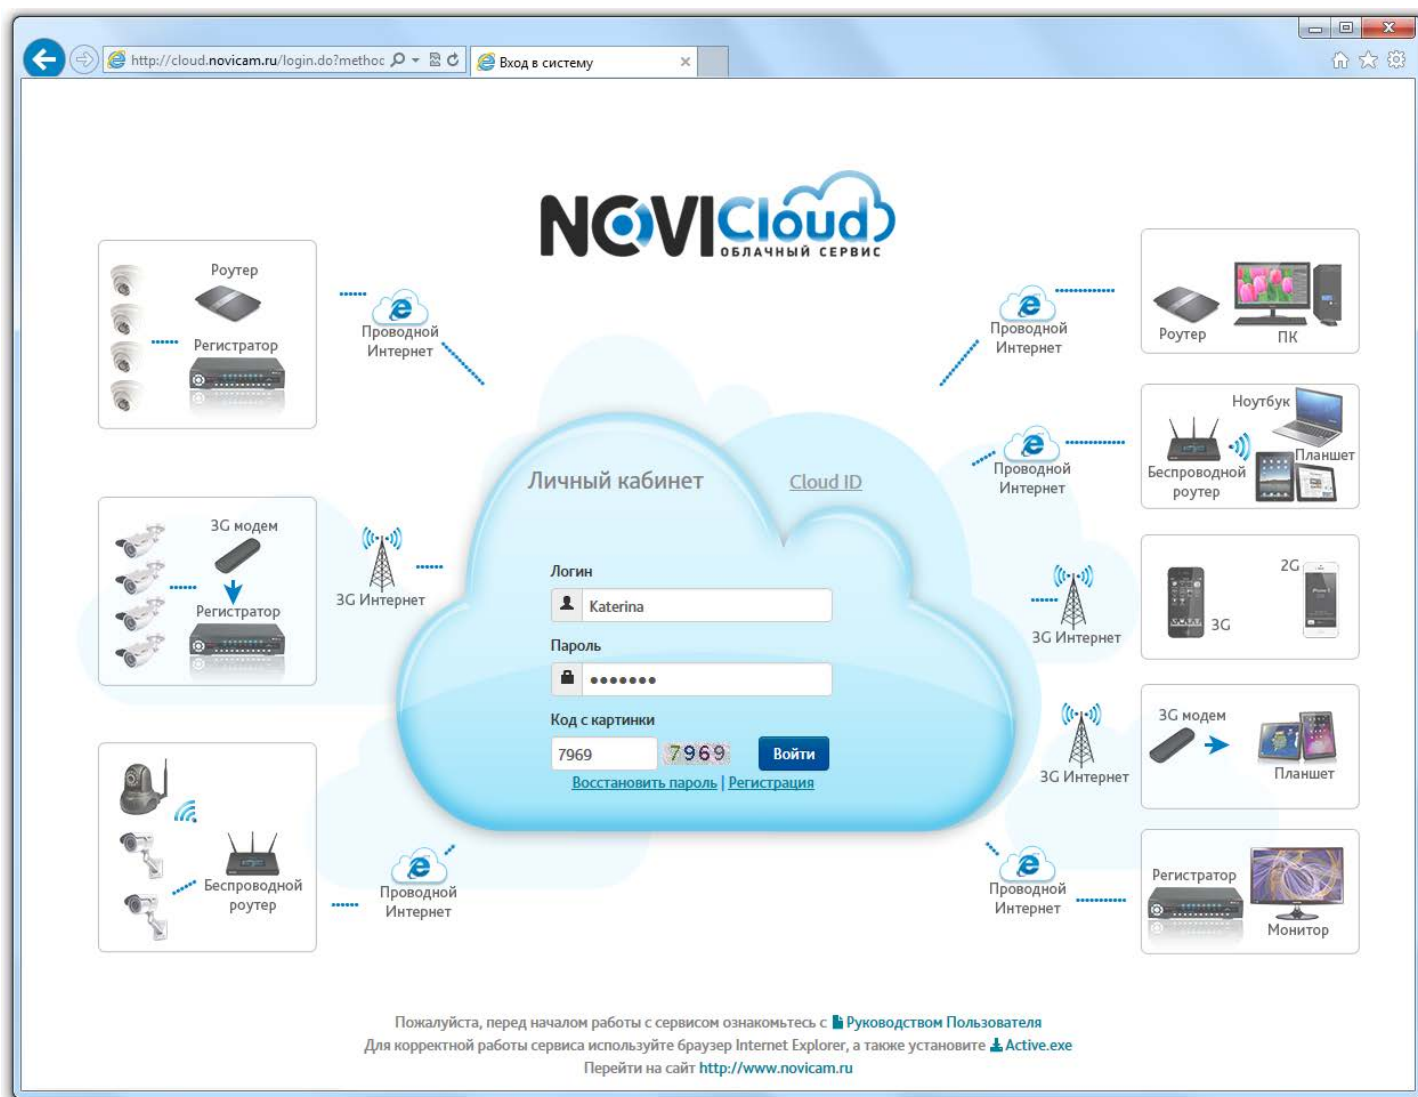 http://cloud.novicam.ru/login.do?methoc
Вход в систему
NOVICloud
ОБЛАЧНЫЙ СЕРВИС
Роутер
Регистратор
Проводной
Интернет
3G модем
Регистратор
3G Интернет
Беспроводной
роутер
Проводной
Интернет
Личный кабинет
Cloud ID
Логин
Katerina
Пароль
•••••••
Код с картинки
7969
7969
Войти
Восстановить пароль | Регистрация
Проводной
Интернет
Роутер
ПК
Проводной
Интернет
Ноутбук
Планшет
Беспроводной
роутер
3G Интернет
2G
3G
3G Интернет
3G модем
Планшет
Проводной
Интернет
Регистратор
Монитор
Пожалуйста, перед началом работы с сервисом ознакомьтесь с Руководством Пользователя
Для корректной работы сервиса используйте браузер Internet Explorer, а также установите Active.exe
Перейти на сайт http://www.novicam.ru